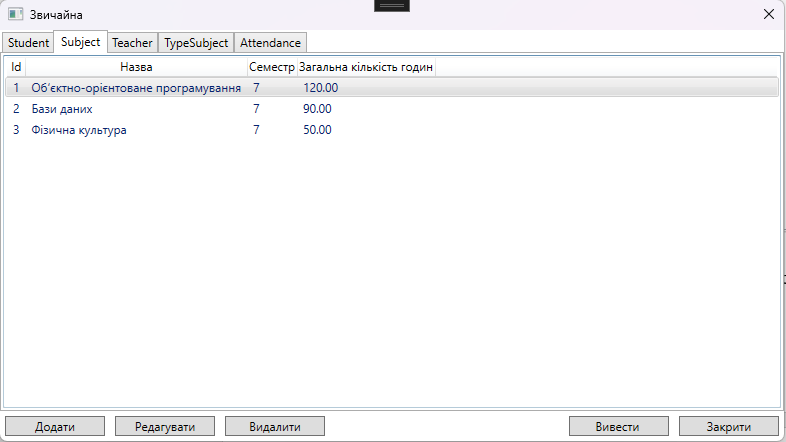 Звичайна
Student Subject Teacher TypeSubject Attendance
Id Назва Семестр Загальна кількість годин
1 Об'єктно-орієнтоване програмування 7 120.00
2 Бази даних 7 90.00
3 Фізична культура 7 50.00
Додати Редагувати Видалити Вивести Закрити